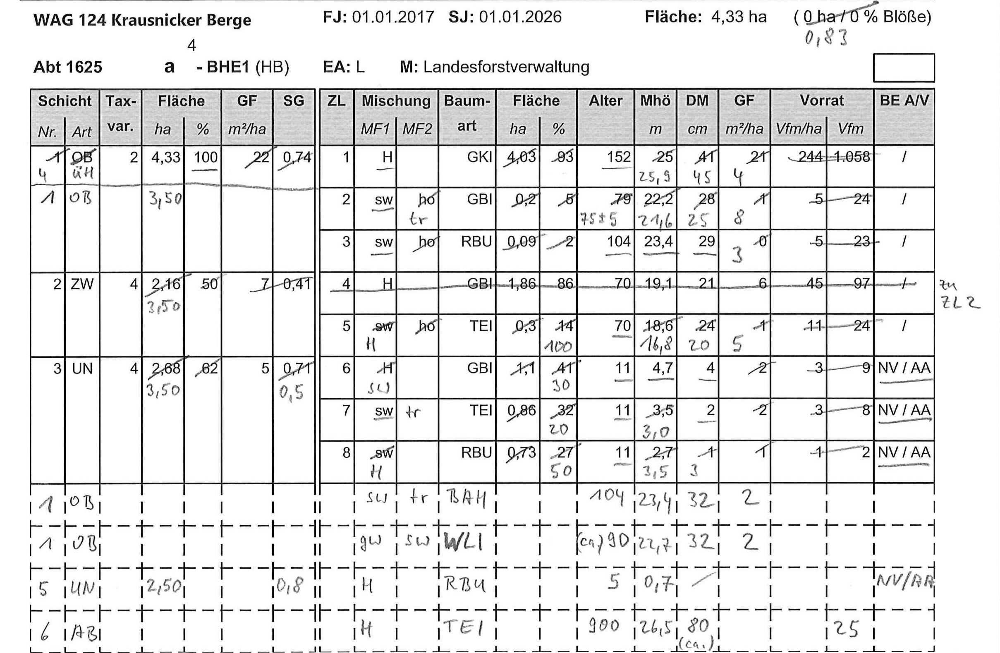 WAG 124 Krausnicker Berge FJ: 01.01.2017 SJ: 01.01.2026 Fläche: 4,33 ha ( 0 ha / 0 % Blöße)
0,83
4
Abt 1625 a - BHE1 (HB) EA: L M: Landesforstverwaltung
Schicht Tax- Fläche GF SG ZL Mischung Baum- Fläche Alter Mhö DM GF Vorrat BE A/V
Nr. Art var. ha % m²/ha MF1 MF2 art ha % m cm m²/ha Vfm/ha Vfm
1 OB 2 4,33 100 22 0,74 1 H GKI 4,03 93 152 25 41 21 244 1.058 /
4 üH 25,9 45 4
1 OB 3,50 2 sw ho GBI 0,2 5 79 22,2 28 1 5 24 /
tr 75±5 21,6 25 8
3 sw ho RBU 0,09 2 104 23,4 29 0 5 23 /
3
2 ZW 4 2,16 50 7 0,41 4 H GBI 1,86 86 70 19,1 21 6 45 97 / zu
3,50 ZL 2
5 sw ho TEI 0,3 14 70 18,6 24 1 11 24 /
H 100 16,8 20 5
3 UN 4 2,68 62 5 0,71 6 H GBI 1,1 41 11 4,7 4 2 3 9 NV / AA
3,50 0,5 sw 30
7 sw tr TEI 0,86 32 11 3,5 2 2 3 8 NV / AA
20 3,0
8 sw RBU 0,73 27 11 2,7 1 1 1 2 NV / AA
H 50 3,5 3
1 OB sw tr BAH 104 23,4 32 2
1 OB gw sw WLI (ca.) 90 22,7 32 2
5 UN 2,50 0,8 H RBU 5 0,7 / NV/AA
6 AB H TEI 900 26,5 80 25
(ca.)